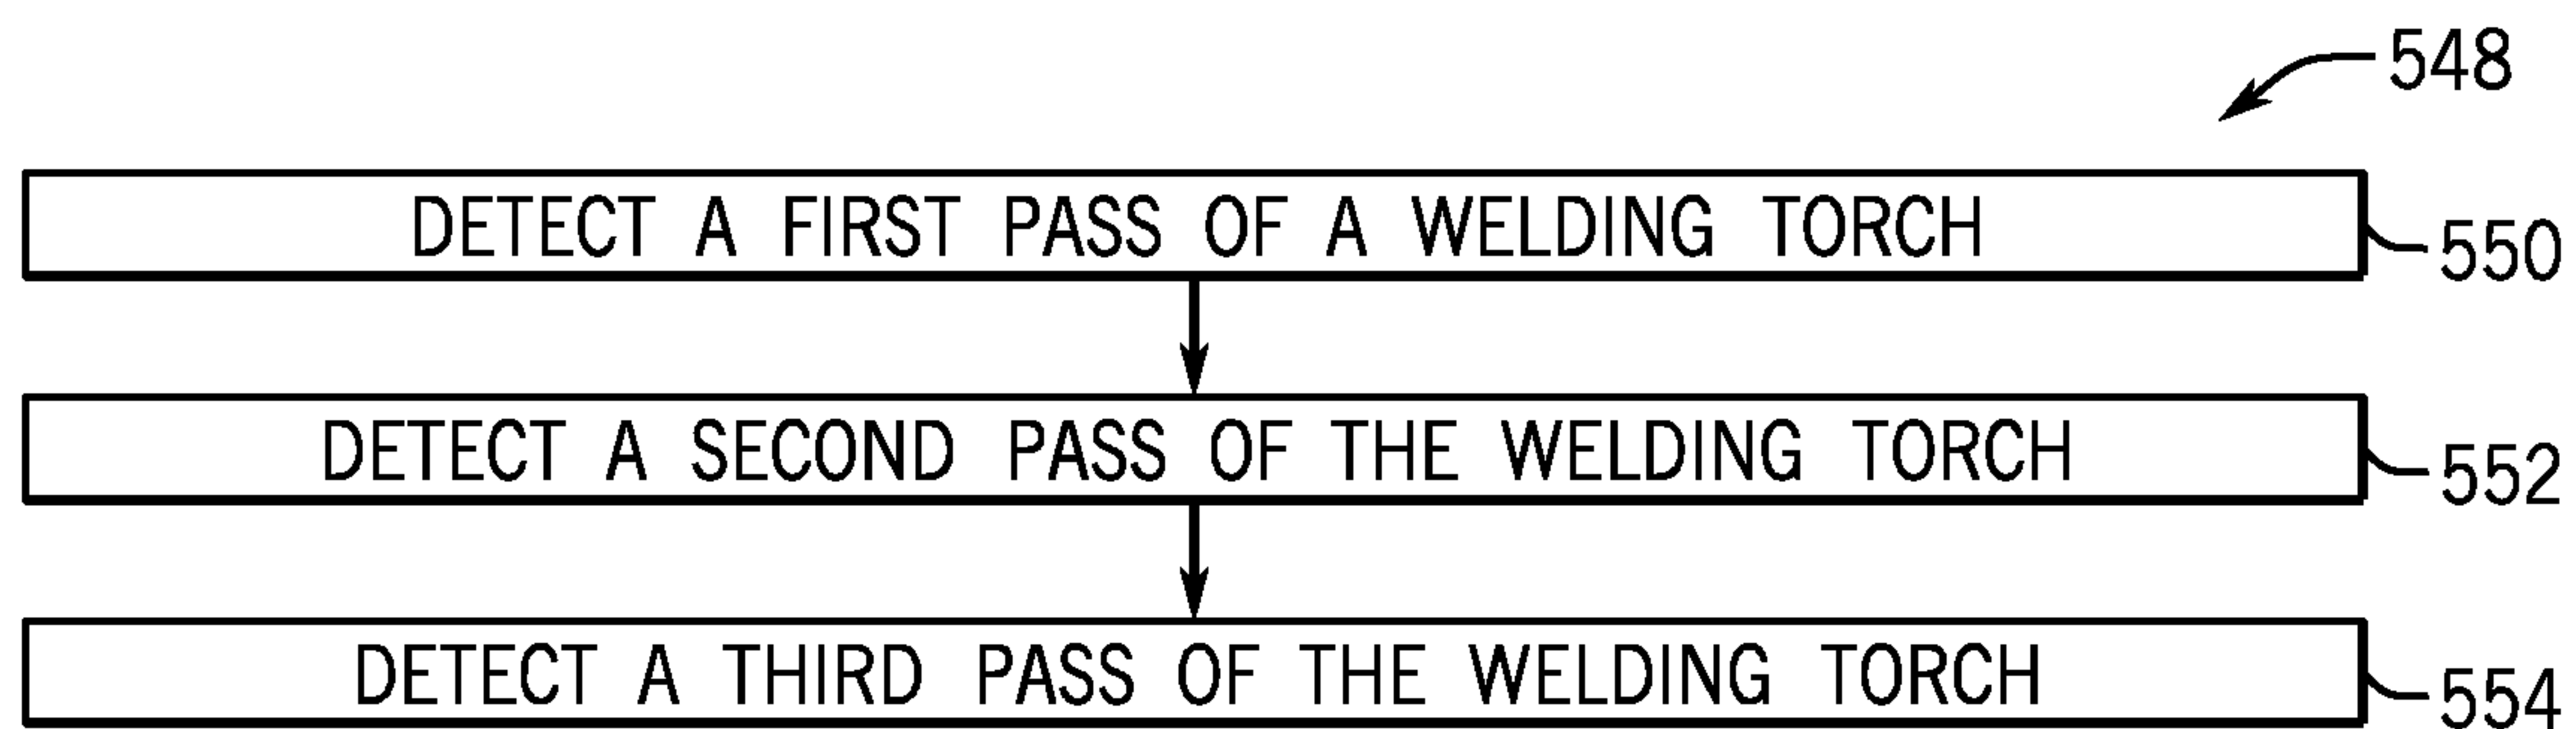 548
DETECT A FIRST PASS OF A WELDING TORCH
550
DETECT A SECOND PASS OF THE WELDING TORCH
552
DETECT A THIRD PASS OF THE WELDING TORCH
554